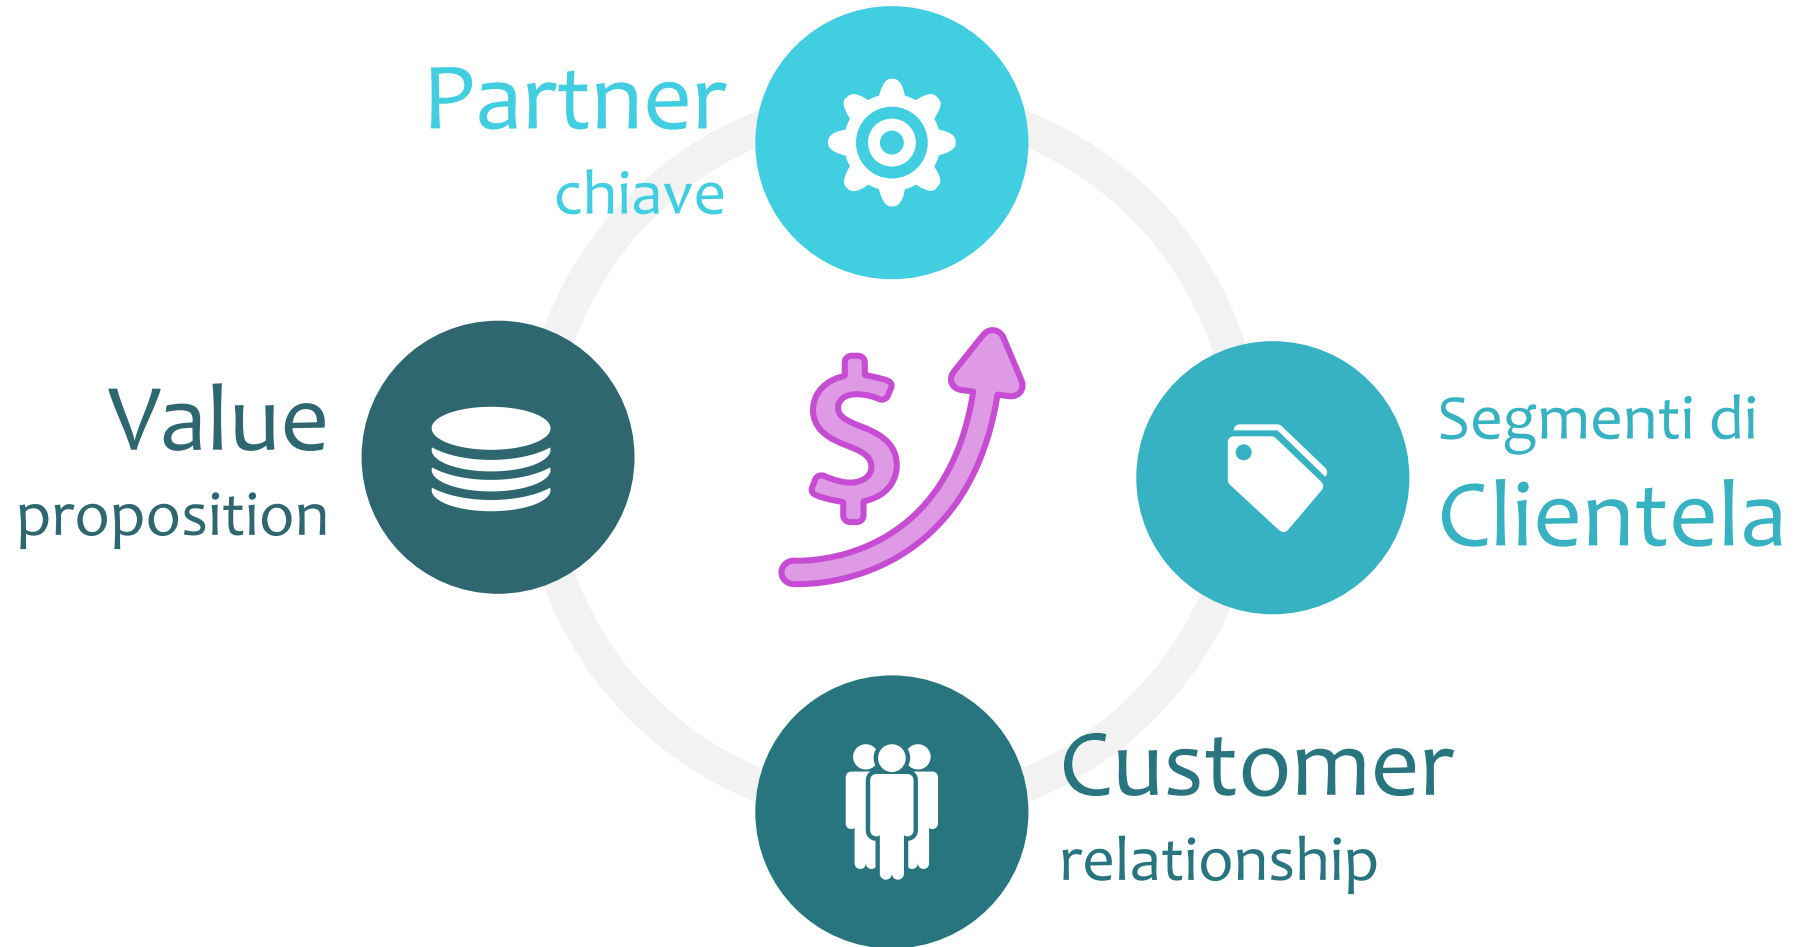 Partner
chiave
Value
proposition
Segmenti di
Clientela
Customer
relationship